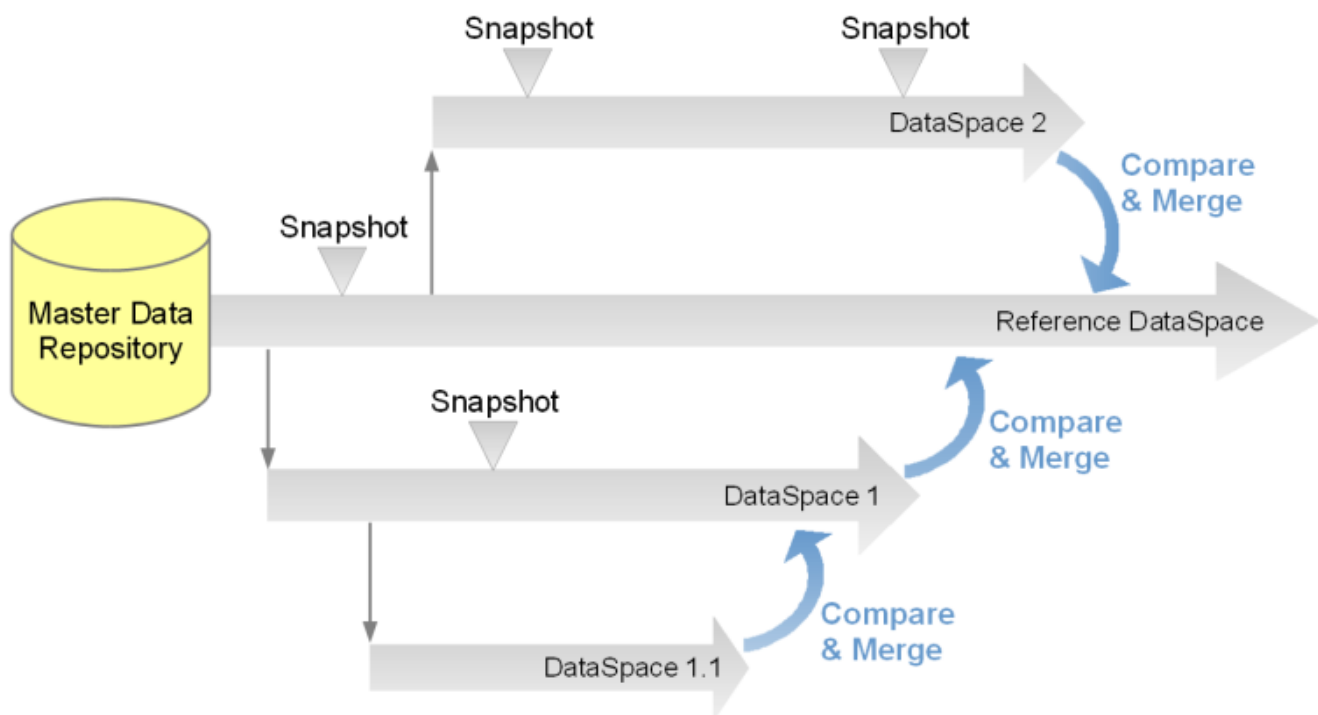 Snapshot
Snapshot
DataSpace 2
Compare
& Merge
Snapshot
Master Data
Repository
Reference DataSpace
Snapshot
Compare
& Merge
DataSpace 1
Compare
& Merge
DataSpace 1.1